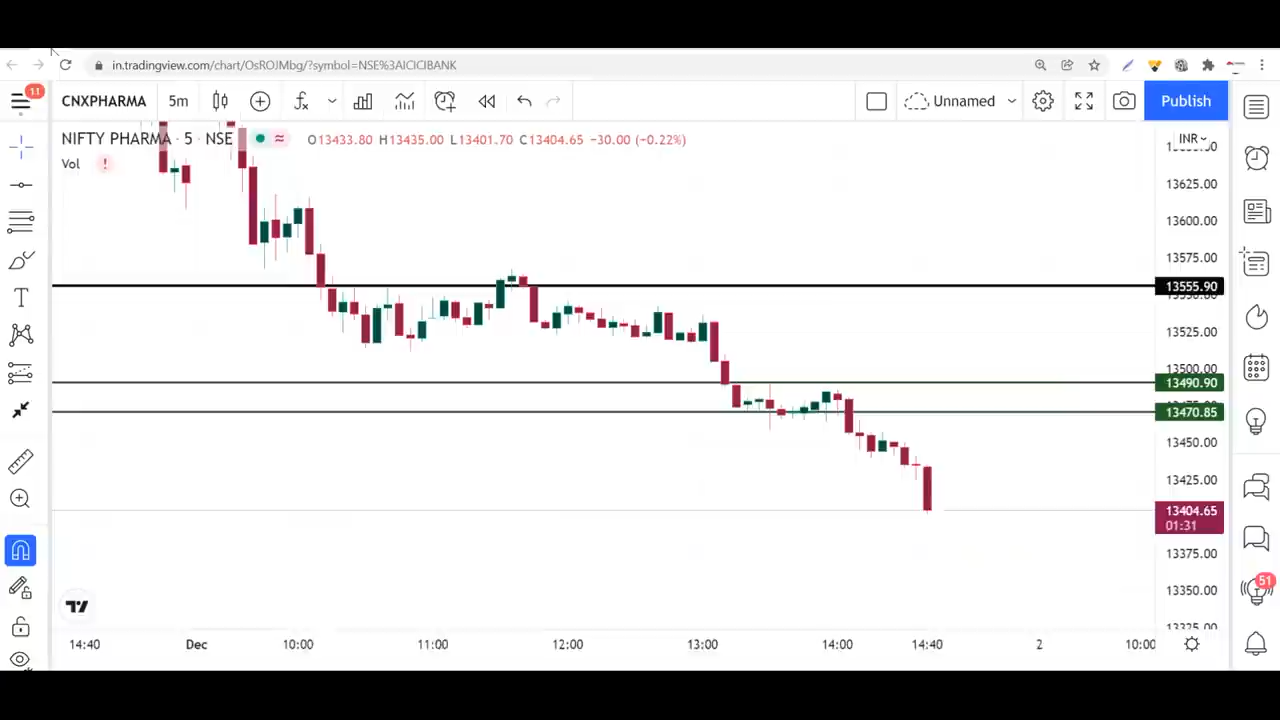 in.tradingview.com/chart/OsROJMbg/?symbol=NSE%3AICICIBANK
11
CNXPHARMA 5m Unnamed Publish
NIFTY PHARMA · 5 · NSE O13433.80 H13435.00 L13401.70 C13404.65 −30.00 (−0.22%)
INR
Vol !
13625.00
13600.00
13575.00
13555.90
13525.00
13500.00
13490.90
13470.85
13450.00
13425.00
13404.65
01:31
13375.00
13350.00
13325.00
51
14:40 Dec 10:00 11:00 12:00 13:00 14:00 14:40 2 10:00